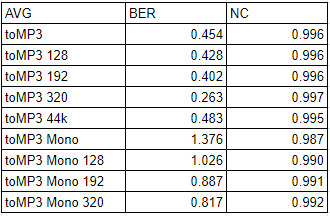 AVG BER NC
toMP3 0.454 0.996
toMP3 128 0.428 0.996
toMP3 192 0.402 0.996
toMP3 320 0.263 0.997
toMP3 44k 0.483 0.995
toMP3 Mono 1.376 0.987
toMP3 Mono 128 1.026 0.990
toMP3 Mono 192 0.887 0.991
toMP3 Mono 320 0.817 0.992